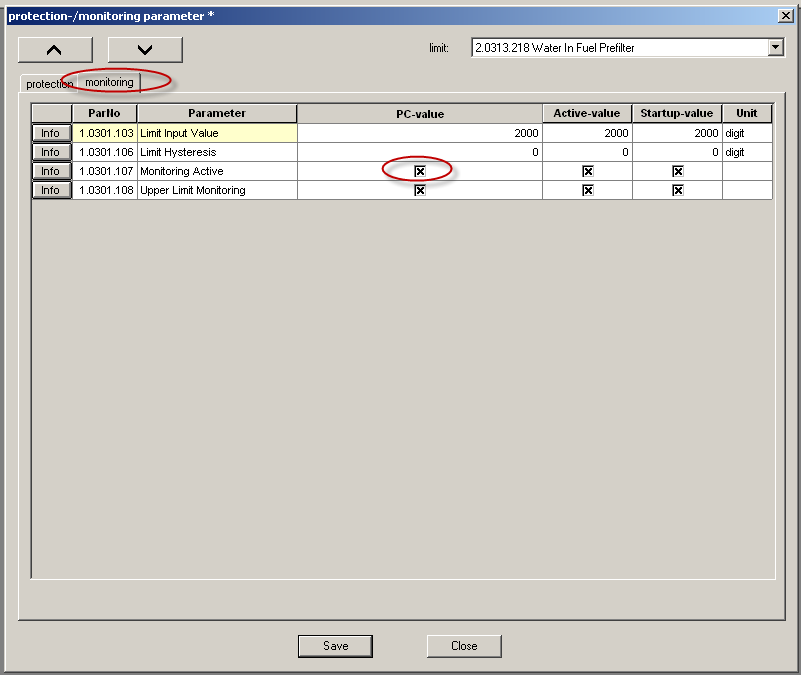 protection-/monitoring parameter *
limit: 2.0313.218 Water In Fuel Prefilter
protection monitoring
ParNo Parameter PC-value Active-value Startup-value Unit
Info 1.0301.103 Limit Input Value 2000 2000 2000 digit
Info 1.0301.106 Limit Hysteresis 0 0 0 digit
Info 1.0301.107 Monitoring Active
Info 1.0301.108 Upper Limit Monitoring
Save Close